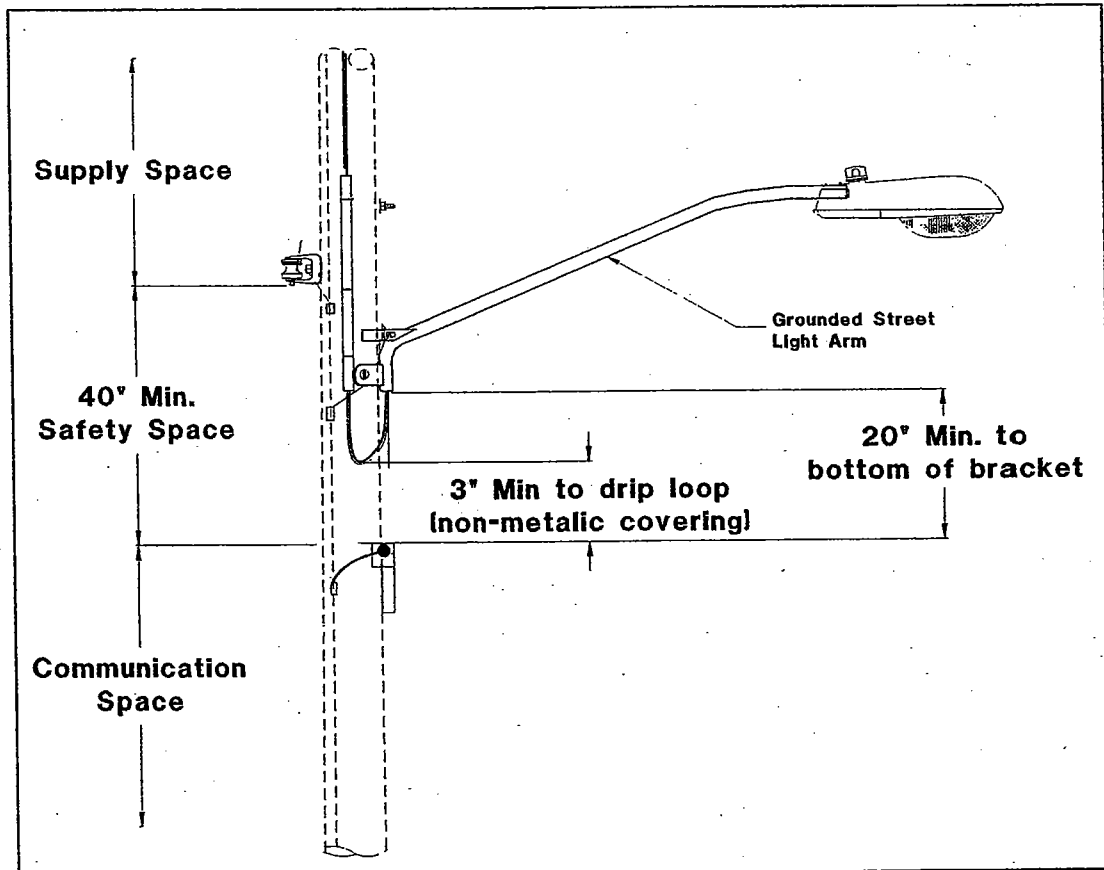 Supply Space
Grounded Street
Light Arm
40" Min.
Safety Space
20" Min. to
bottom of bracket
3" Min to drip loop
(non-metalic covering)
Communication
Space